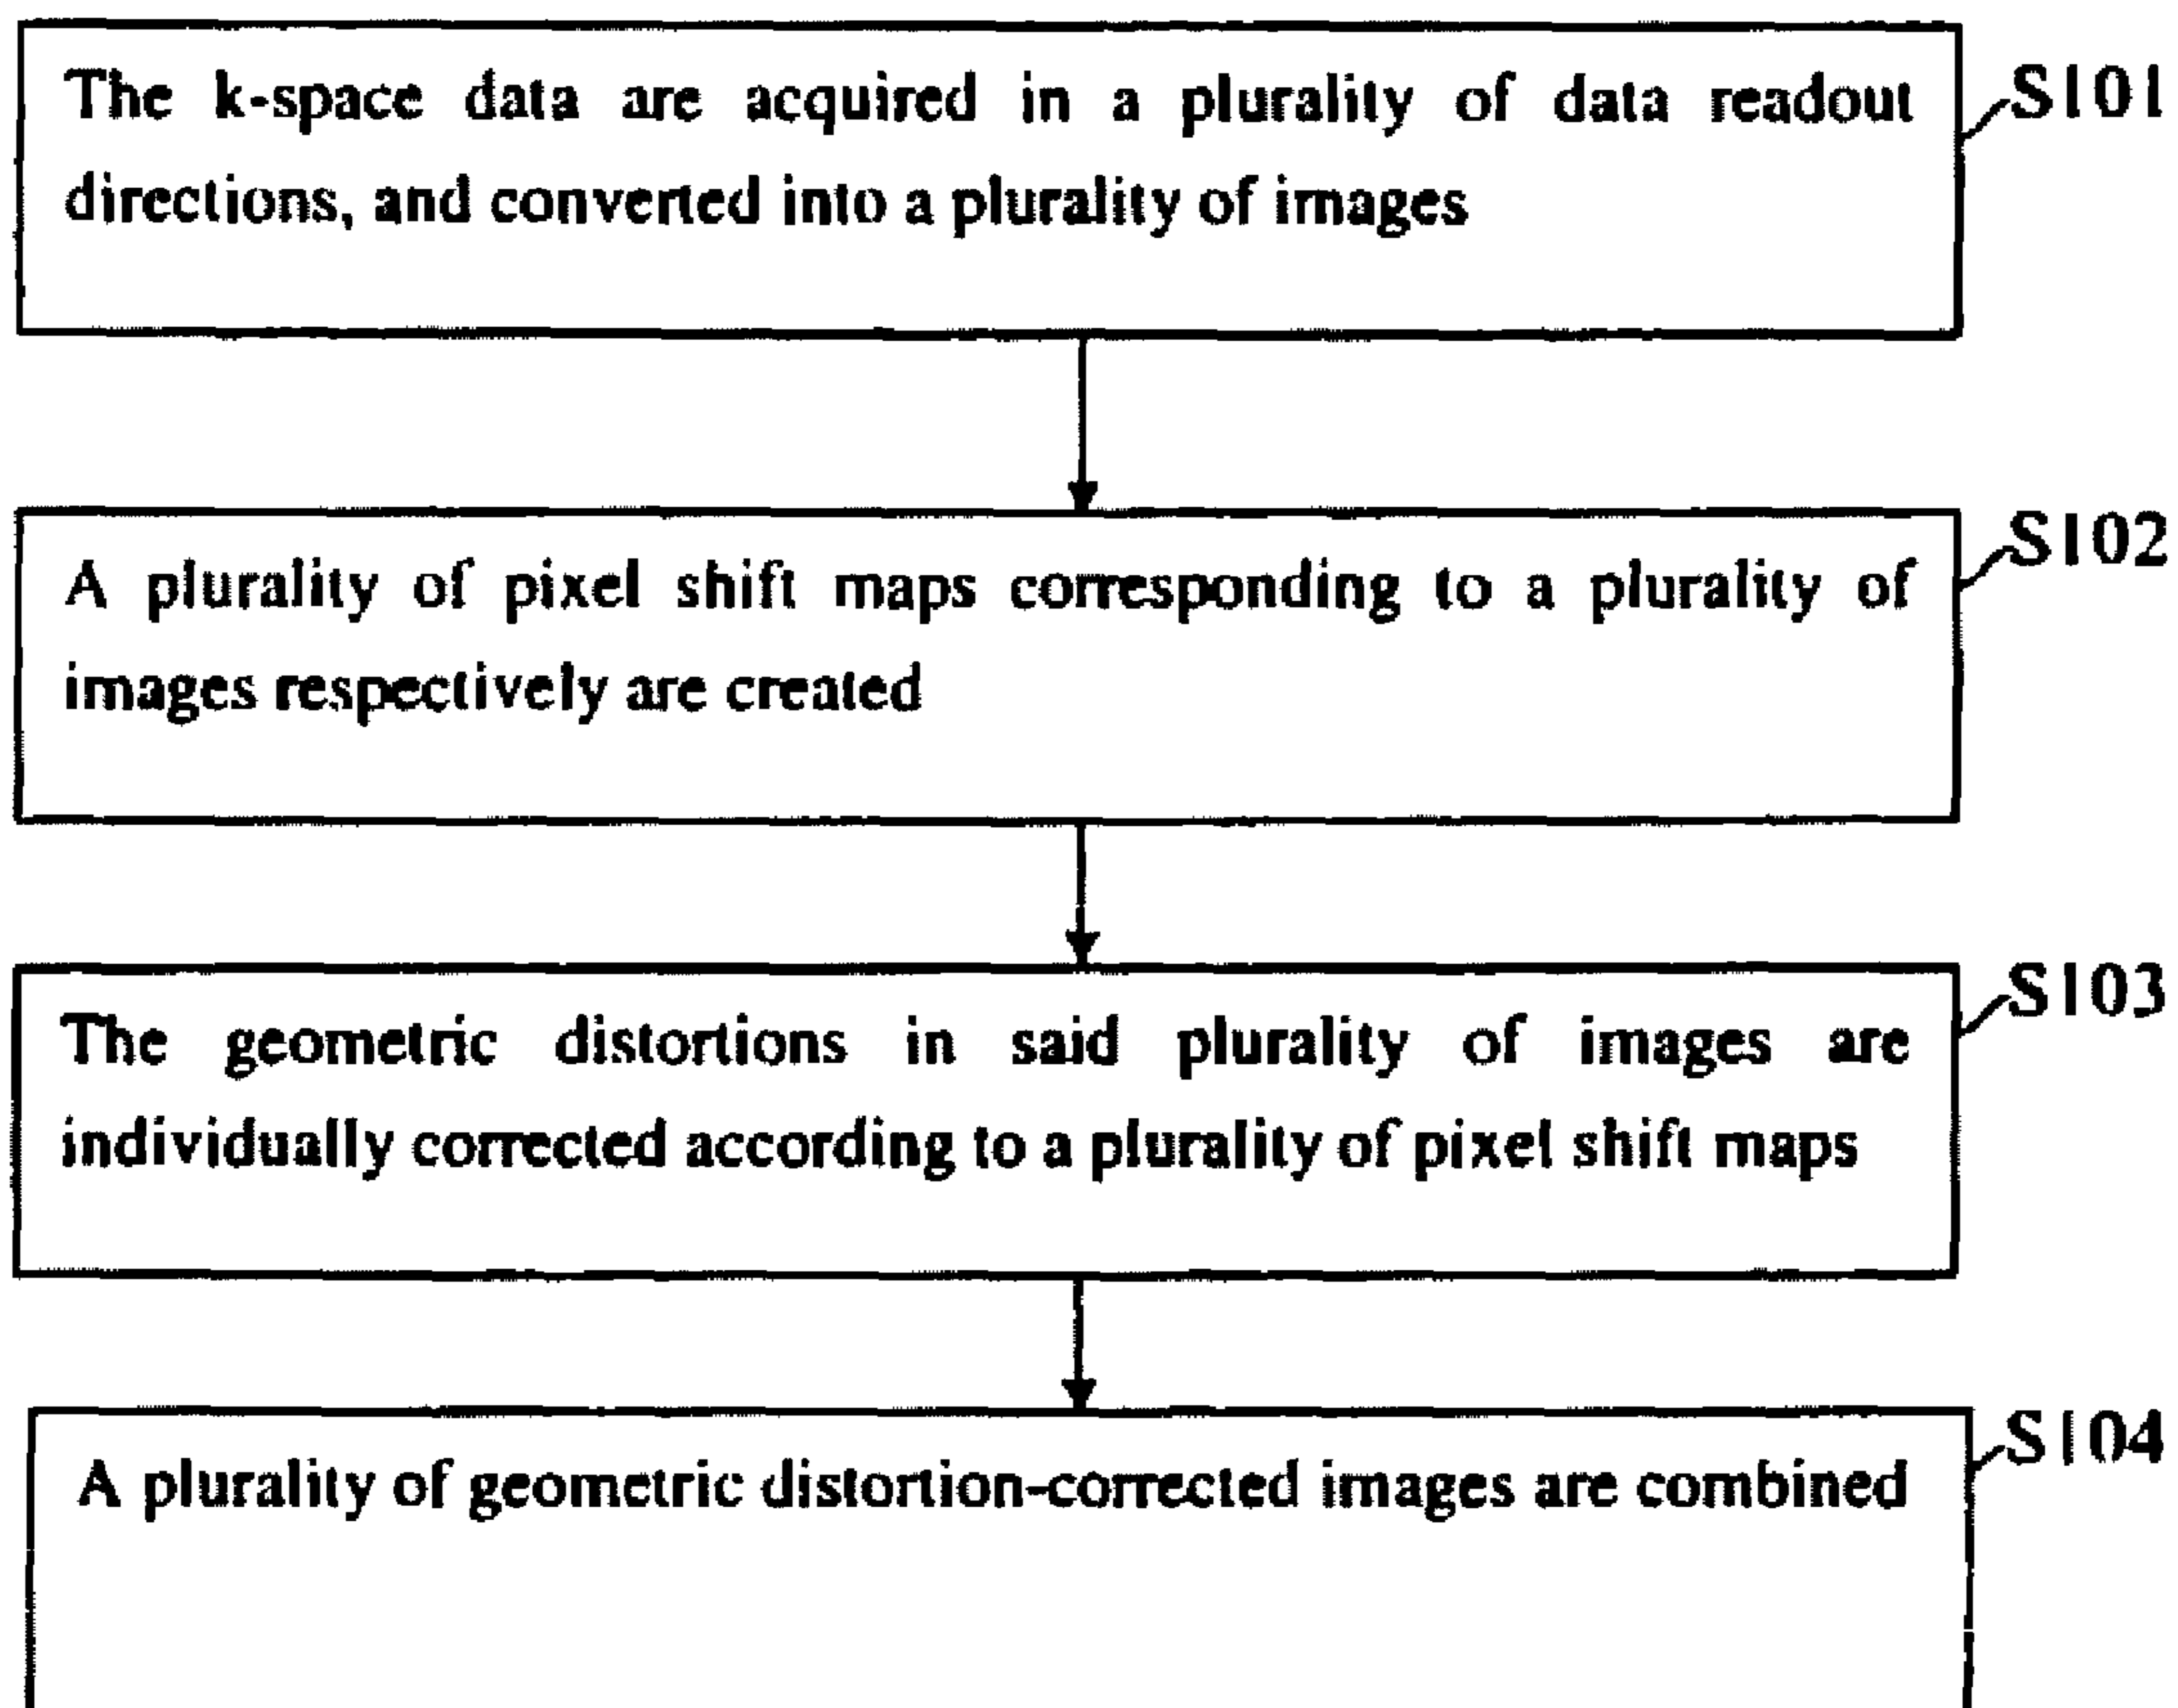 The k-space data are acquired in a plurality of data readout
S101
directions, and converted into a plurality of images
S102
A plurality of pixel shift maps corresponding to a plurality of
images respectively are created
S103
The geometric distortions in said plurality of images are
individually corrected according to a plurality of pixel shift maps
S104
A plurality of geometric distortion-corrected images are combined